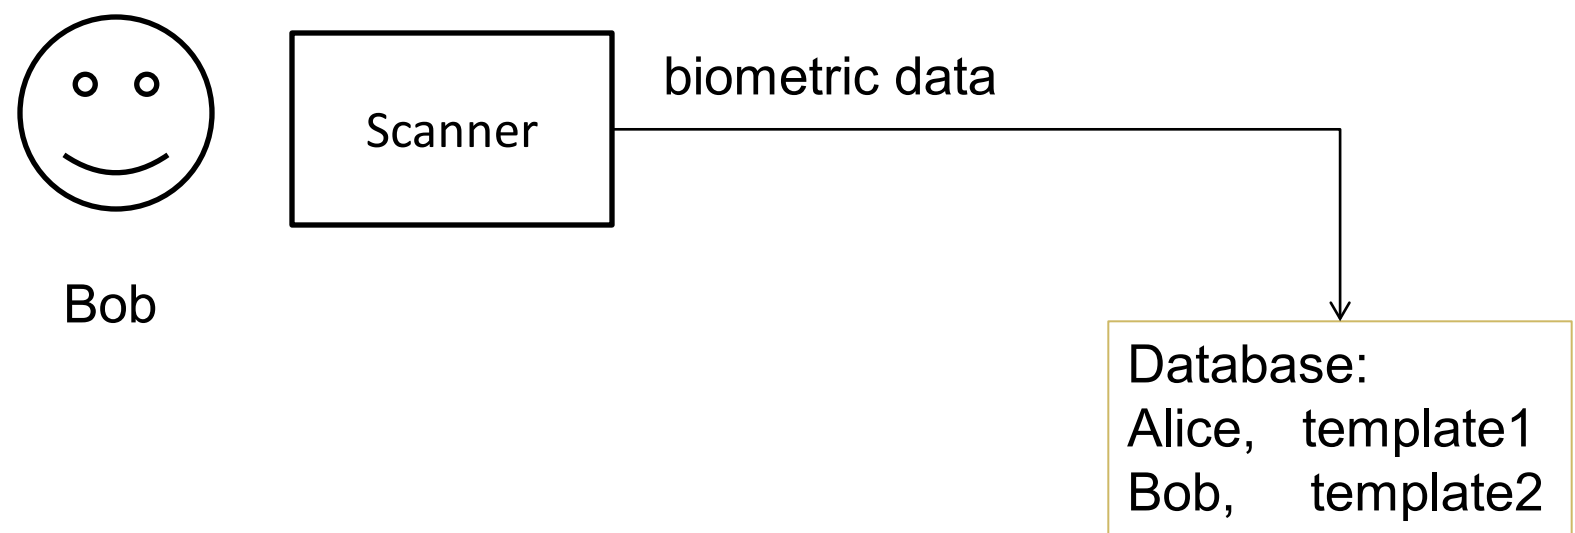 biometric data
Scanner
Bob
Database:
Alice, template1
Bob, template2